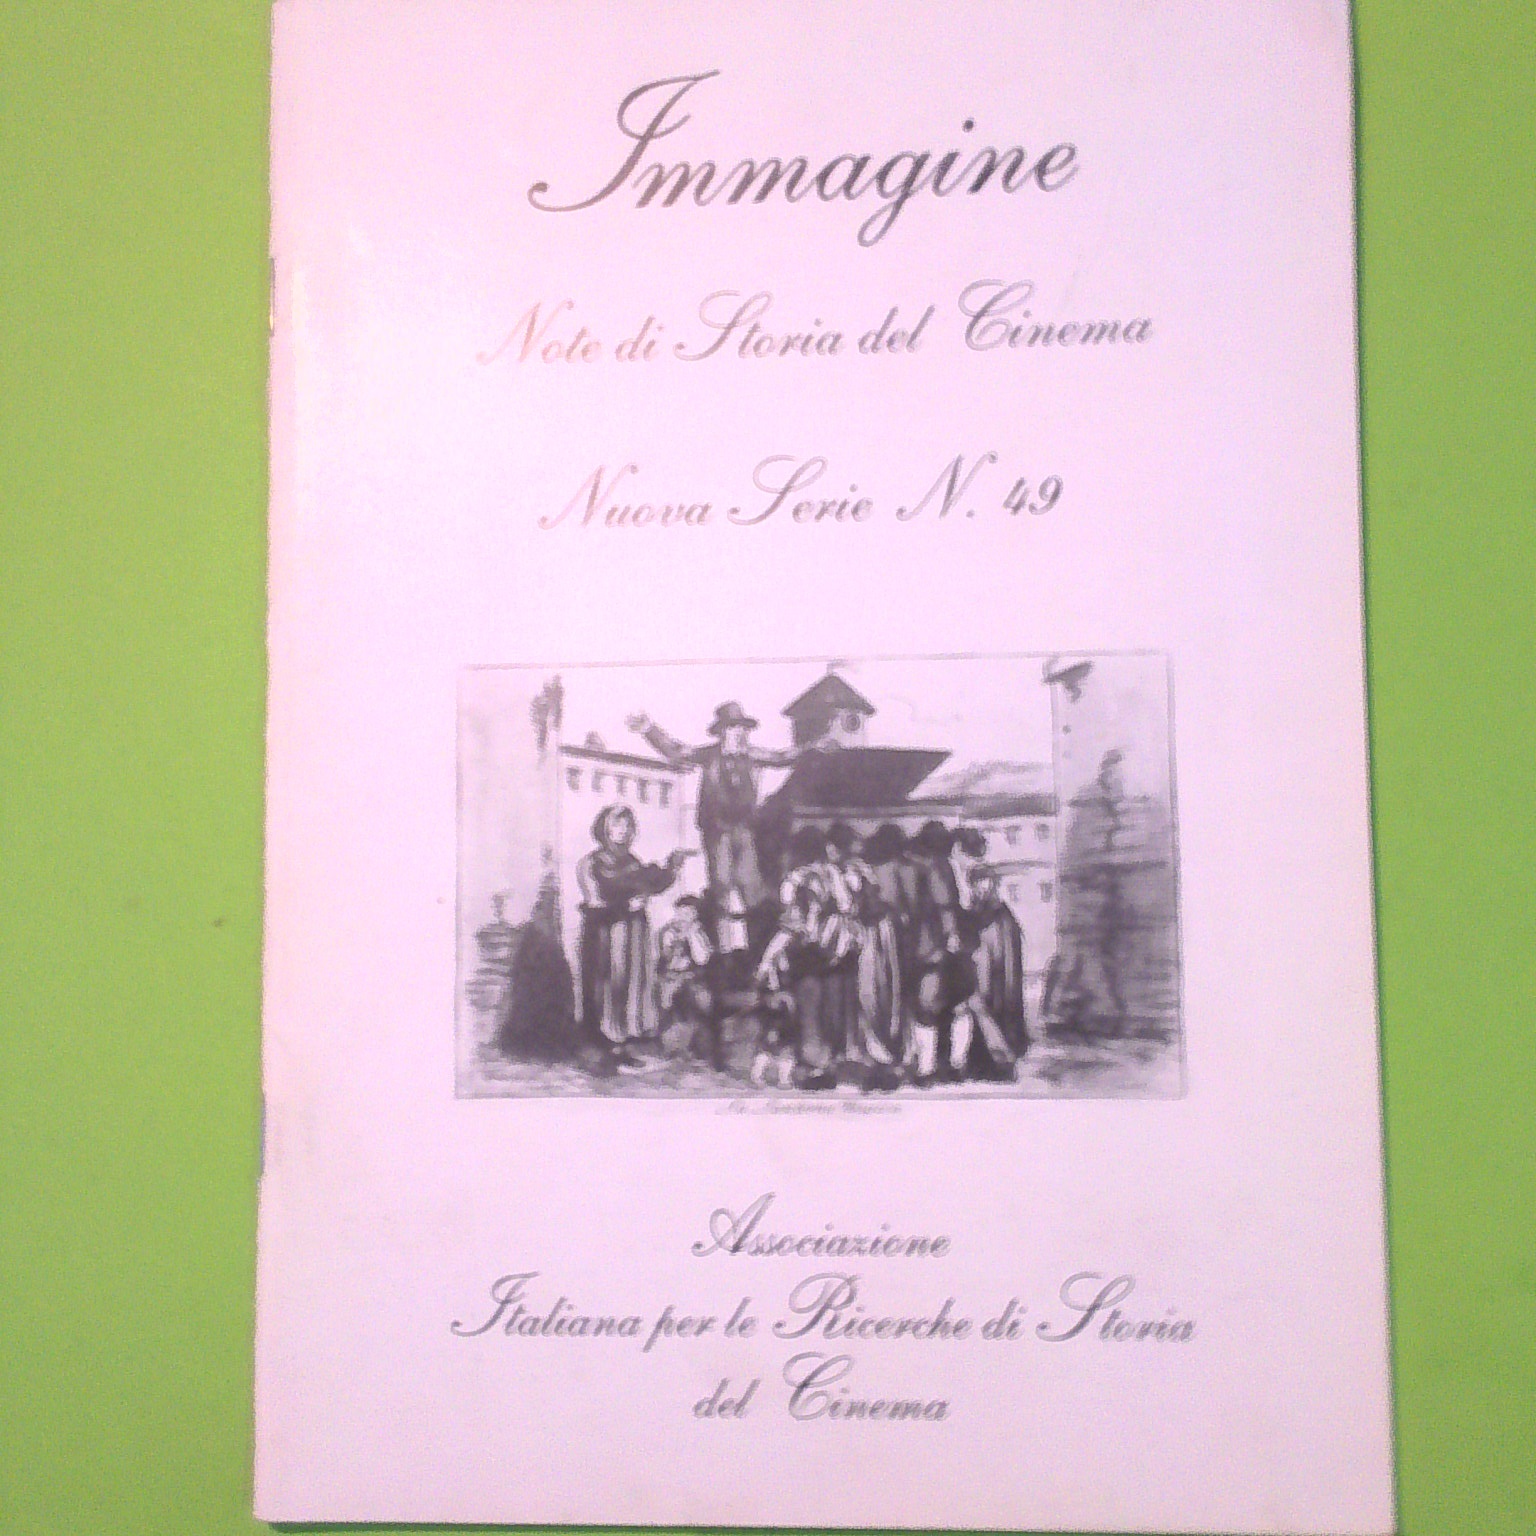 Immagine
Note di Storia del Cinema
Nuova Serie N. 49
Associazione
Italiana per le Ricerche di Storia
del Cinema